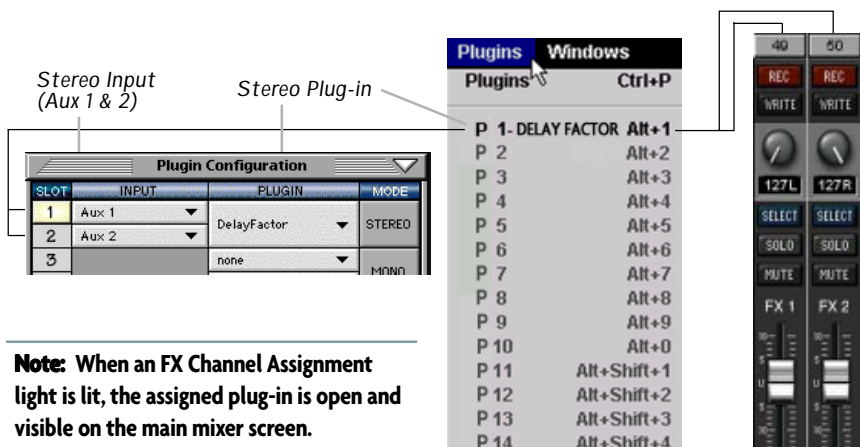 Stereo Input
(Aux 1 & 2)
Stereo Plug-in
Plugin Configuration
SLOT INPUT PLUGIN MODE
1 Aux 1 DelayFactor STEREO
2 Aux 2
3 none MONO
Note: When an FX Channel Assignment
light is lit, the assigned plug-in is open and
visible on the main mixer screen.
Plugins Windows
Plugins Ctrl+P
P 1- DELAY FACTOR Alt+1
P 2 Alt+2
P 3 Alt+3
P 4 Alt+4
P 5 Alt+5
P 6 Alt+6
P 7 Alt+7
P 8 Alt+8
P 9 Alt+9
P 10 Alt+0
P 11 Alt+Shift+1
P 12 Alt+Shift+2
P 13 Alt+Shift+3
P 14 Alt+Shift+4
49 50
REC REC
WRITE WRITE
127L 127R
SELECT SELECT
SOLO SOLO
MUTE MUTE
FX 1 FX 2